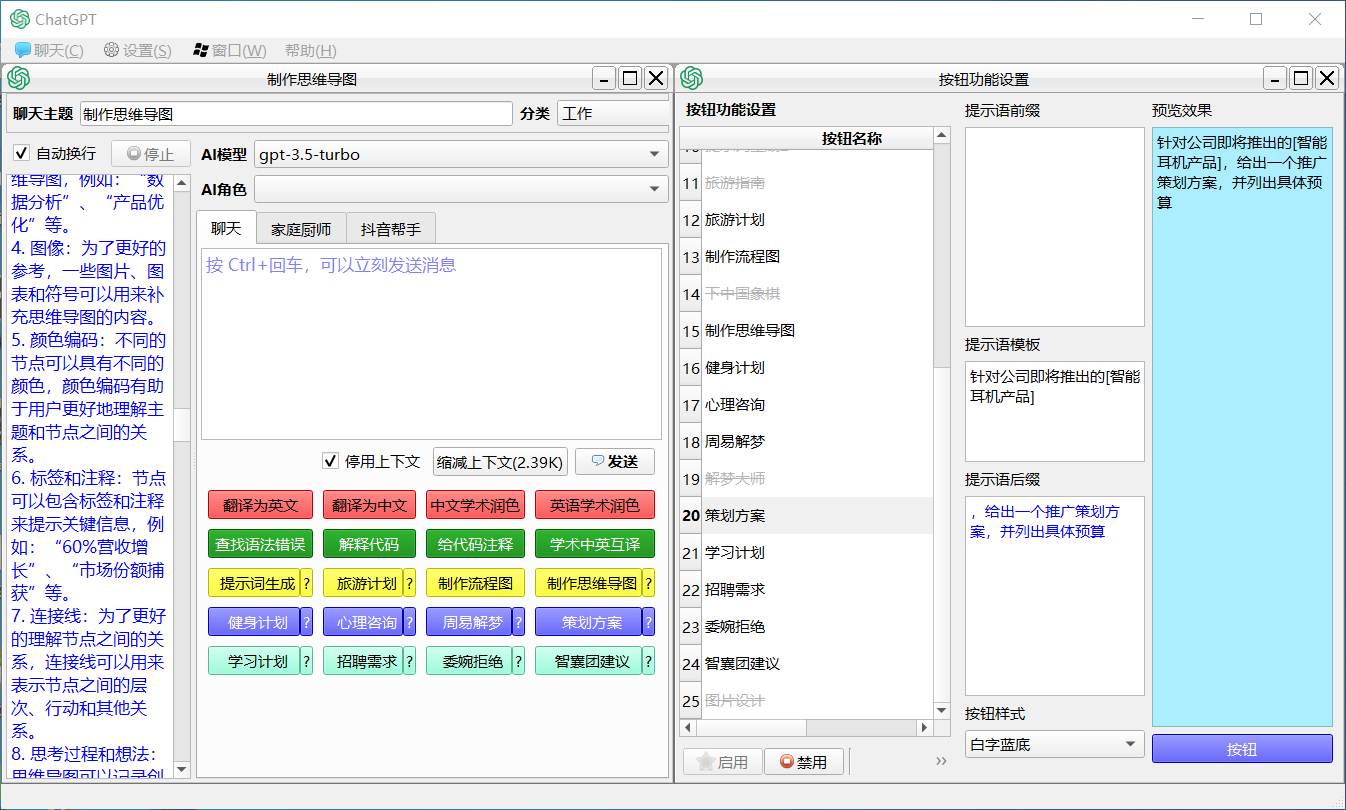 ChatGPT
聊天(C) 设置(S) 窗口(W) 帮助(H)
制作思维导图
聊天主题 制作思维导图 分类 工作
自动换行 停止 AI模型 gpt-3.5-turbo
AI角色
维导图，例如：“数
据分析”、“产品优
化”等。
4. 图像：为了更好的
参考，一些图片、图
表和符号可以用来补
充思维导图的内容。
5. 颜色编码：不同的
节点可以具有不同的
颜色，颜色编码有助
于用户更好地理解主
题和节点之间的关
系。
6. 标签和注释：节点
可以包含标签和注释
来提示关键信息，例
如：“60%营收增
长”、“市场份额捕
获”等。
7. 连接线：为了更好
的理解节点之间的关
系，连接线可以用来
表示节点之间的层
次、行动和其他关
系。
8. 思考过程和想法：
思维导图可以记录创
聊天 家庭厨师 抖音帮手
按 Ctrl+回车，可以立刻发送消息
停用上下文 缩减上下文(2.39K) 发送
翻译为英文 翻译为中文 中文学术润色 英语学术润色
查找语法错误 解释代码 给代码注释 学术中英互译
提示词生成 ? 旅游计划 ? 制作流程图 制作思维导图 ?
健身计划 ? 心理咨询 ? 周易解梦 ? 策划方案 ?
学习计划 ? 招聘需求 ? 委婉拒绝 ? 智囊团建议 ?
按钮功能设置
按钮功能设置
按钮名称
11 旅游指南
12 旅游计划
13 制作流程图
14 下中国象棋
15 制作思维导图
16 健身计划
17 心理咨询
18 周易解梦
19 解梦大师
20 策划方案
21 学习计划
22 招聘需求
23 委婉拒绝
24 智囊团建议
25 图片设计
启用 禁用 »
提示语前缀
提示语模板
针对公司即将推出的[智能
耳机产品]
提示语后缀
，给出一个推广策划方
案，并列出具体预算
按钮样式
白字蓝底
预览效果
针对公司即将推出的[智能
耳机产品]，给出一个推广
策划方案，并列出具体预
算
按钮